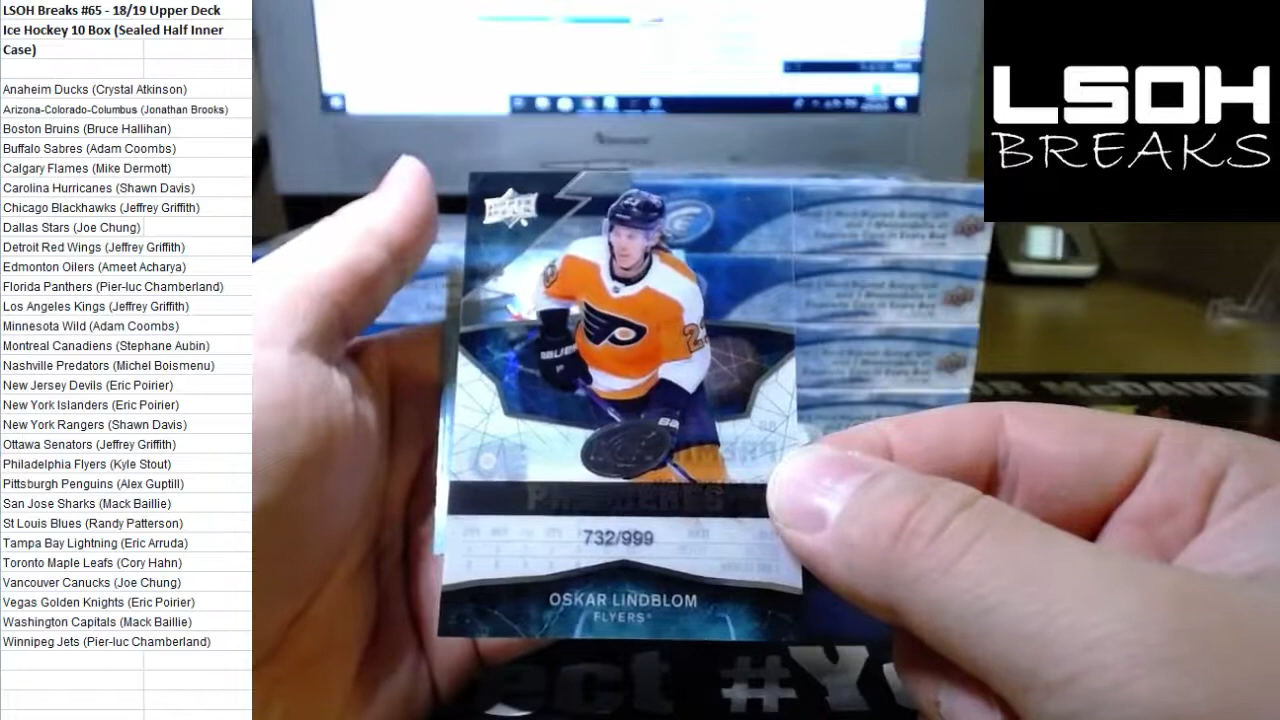 LSOH Breaks #65 - 18/19 Upper Deck
Ice Hockey 10 Box (Sealed Half Inner
Case)
Anaheim Ducks (Crystal Atkinson)
Arizona-Colorado-Columbus (Jonathan Brooks)
Boston Bruins (Bruce Hallihan)
Buffalo Sabres (Adam Coombs)
Calgary Flames (Mike Dermott)
Carolina Hurricanes (Shawn Davis)
Chicago Blackhawks (Jeffrey Griffith)
Dallas Stars (Joe Chung)
Detroit Red Wings (Jeffrey Griffith)
Edmonton Oilers (Ameet Acharya)
Florida Panthers (Pier-luc Chamberland)
Los Angeles Kings (Jeffrey Griffith)
Minnesota Wild (Adam Coombs)
Montreal Canadiens (Stephane Aubin)
Nashville Predators (Michel Boismenu)
New Jersey Devils (Eric Poirier)
New York Islanders (Eric Poirier)
New York Rangers (Shawn Davis)
Ottawa Senators (Jeffrey Griffith)
Philadelphia Flyers (Kyle Stout)
Pittsburgh Penguins (Alex Guptill)
San Jose Sharks (Mack Baillie)
St Louis Blues (Randy Patterson)
Tampa Bay Lightning (Eric Arruda)
Toronto Maple Leafs (Cory Hahn)
Vancouver Canucks (Joe Chung)
Vegas Golden Knights (Eric Poirier)
Washington Capitals (Mack Baillie)
Winnipeg Jets (Pier-luc Chamberland)
LSOH
BREAKS
732/999
OSKAR LINDBLOM
FLYERS
McDAVID
ect #Yo